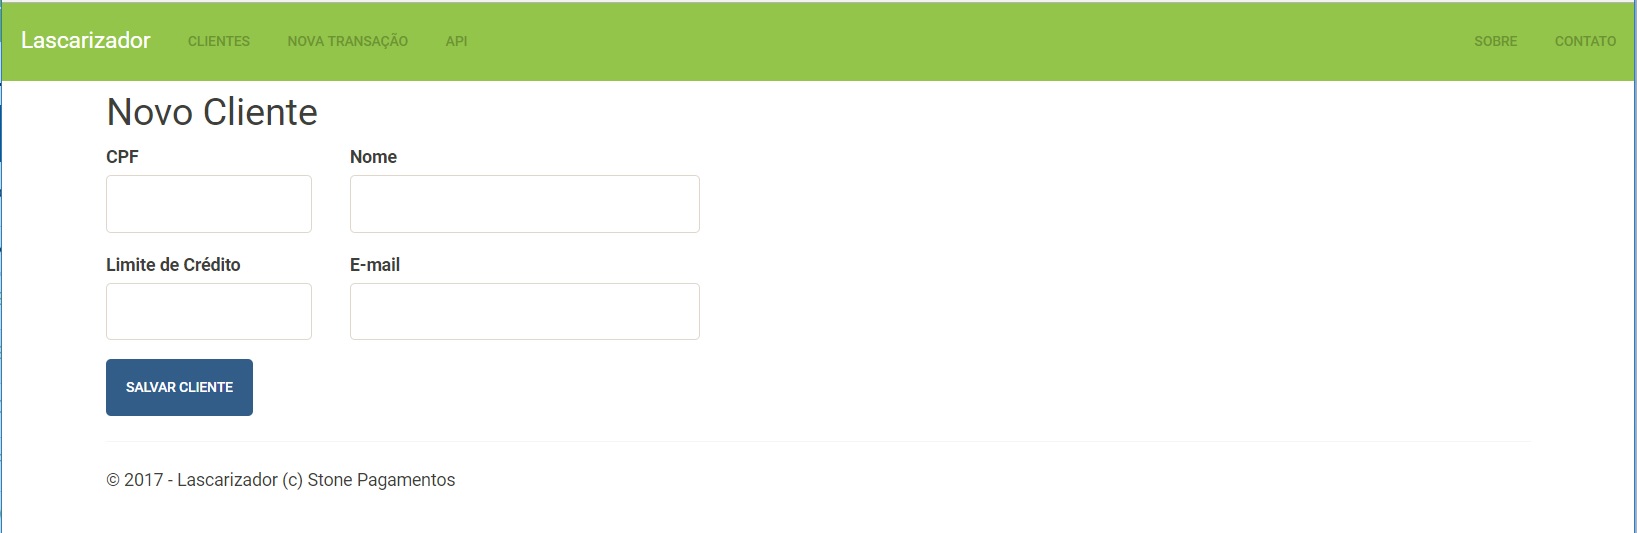 Lascarizador CLIENTES NOVA TRANSAÇÃO API SOBRE CONTATO
Novo Cliente
CPF Nome
Limite de Crédito E-mail
SALVAR CLIENTE
© 2017 - Lascarizador (c) Stone Pagamentos